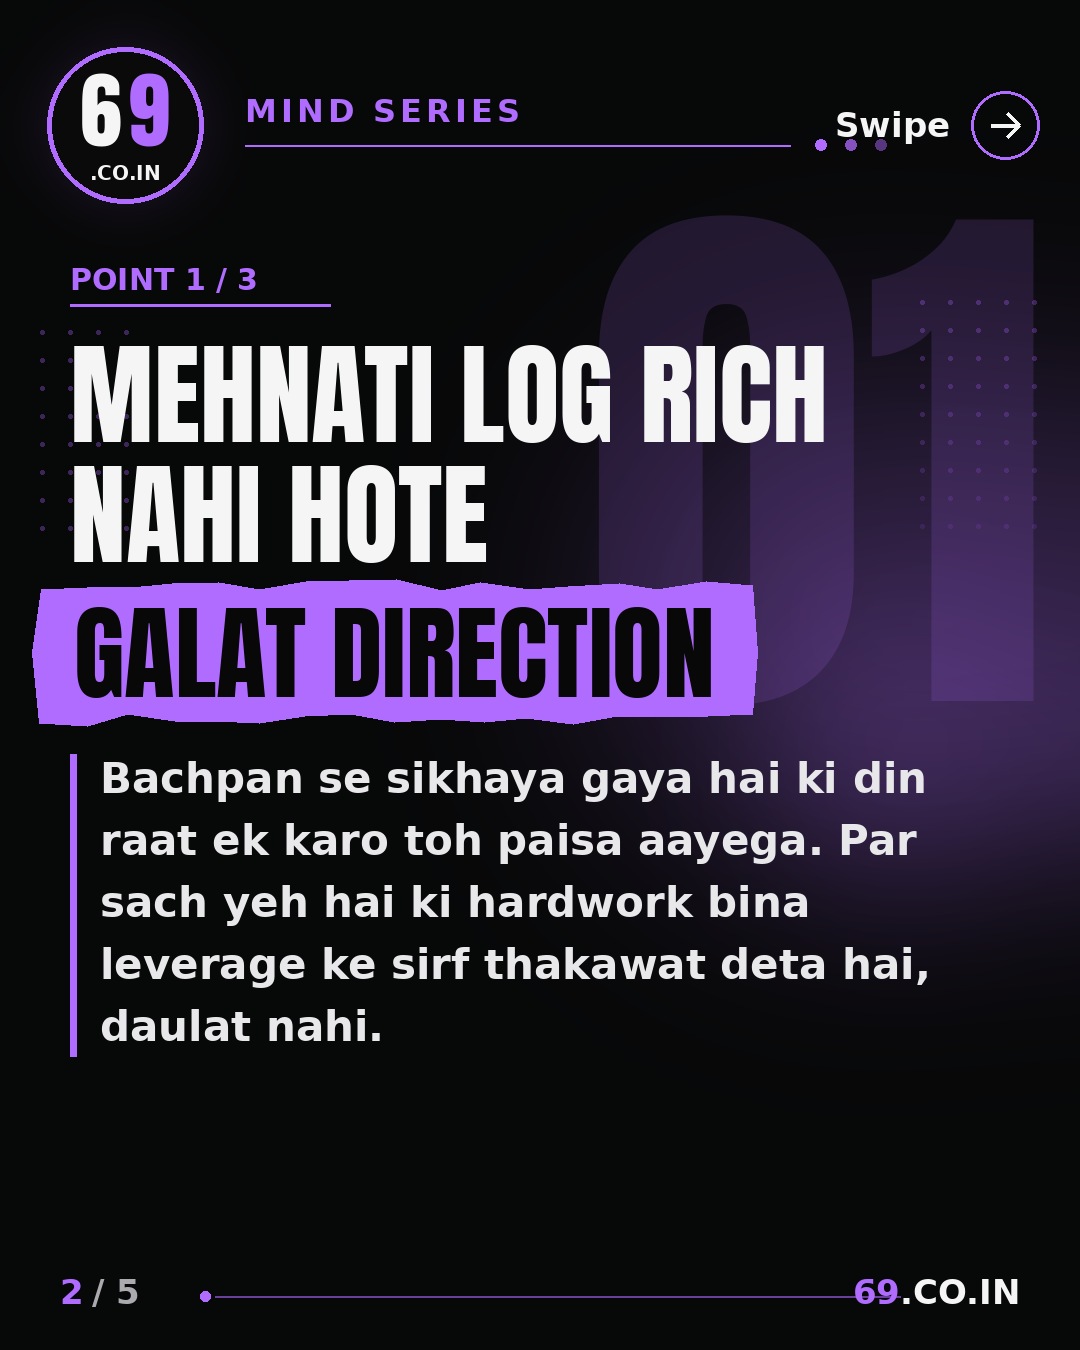 69
.CO.IN
MIND SERIES
Swipe →
01
POINT 1 / 3
MEHNATI LOG RICH
NAHI HOTE
GALAT DIRECTION
Bachpan se sikhaya gaya hai ki din
raat ek karo toh paisa aayega. Par
sach yeh hai ki hardwork bina
leverage ke sirf thakawat deta hai,
daulat nahi.
2 / 5
69.CO.IN